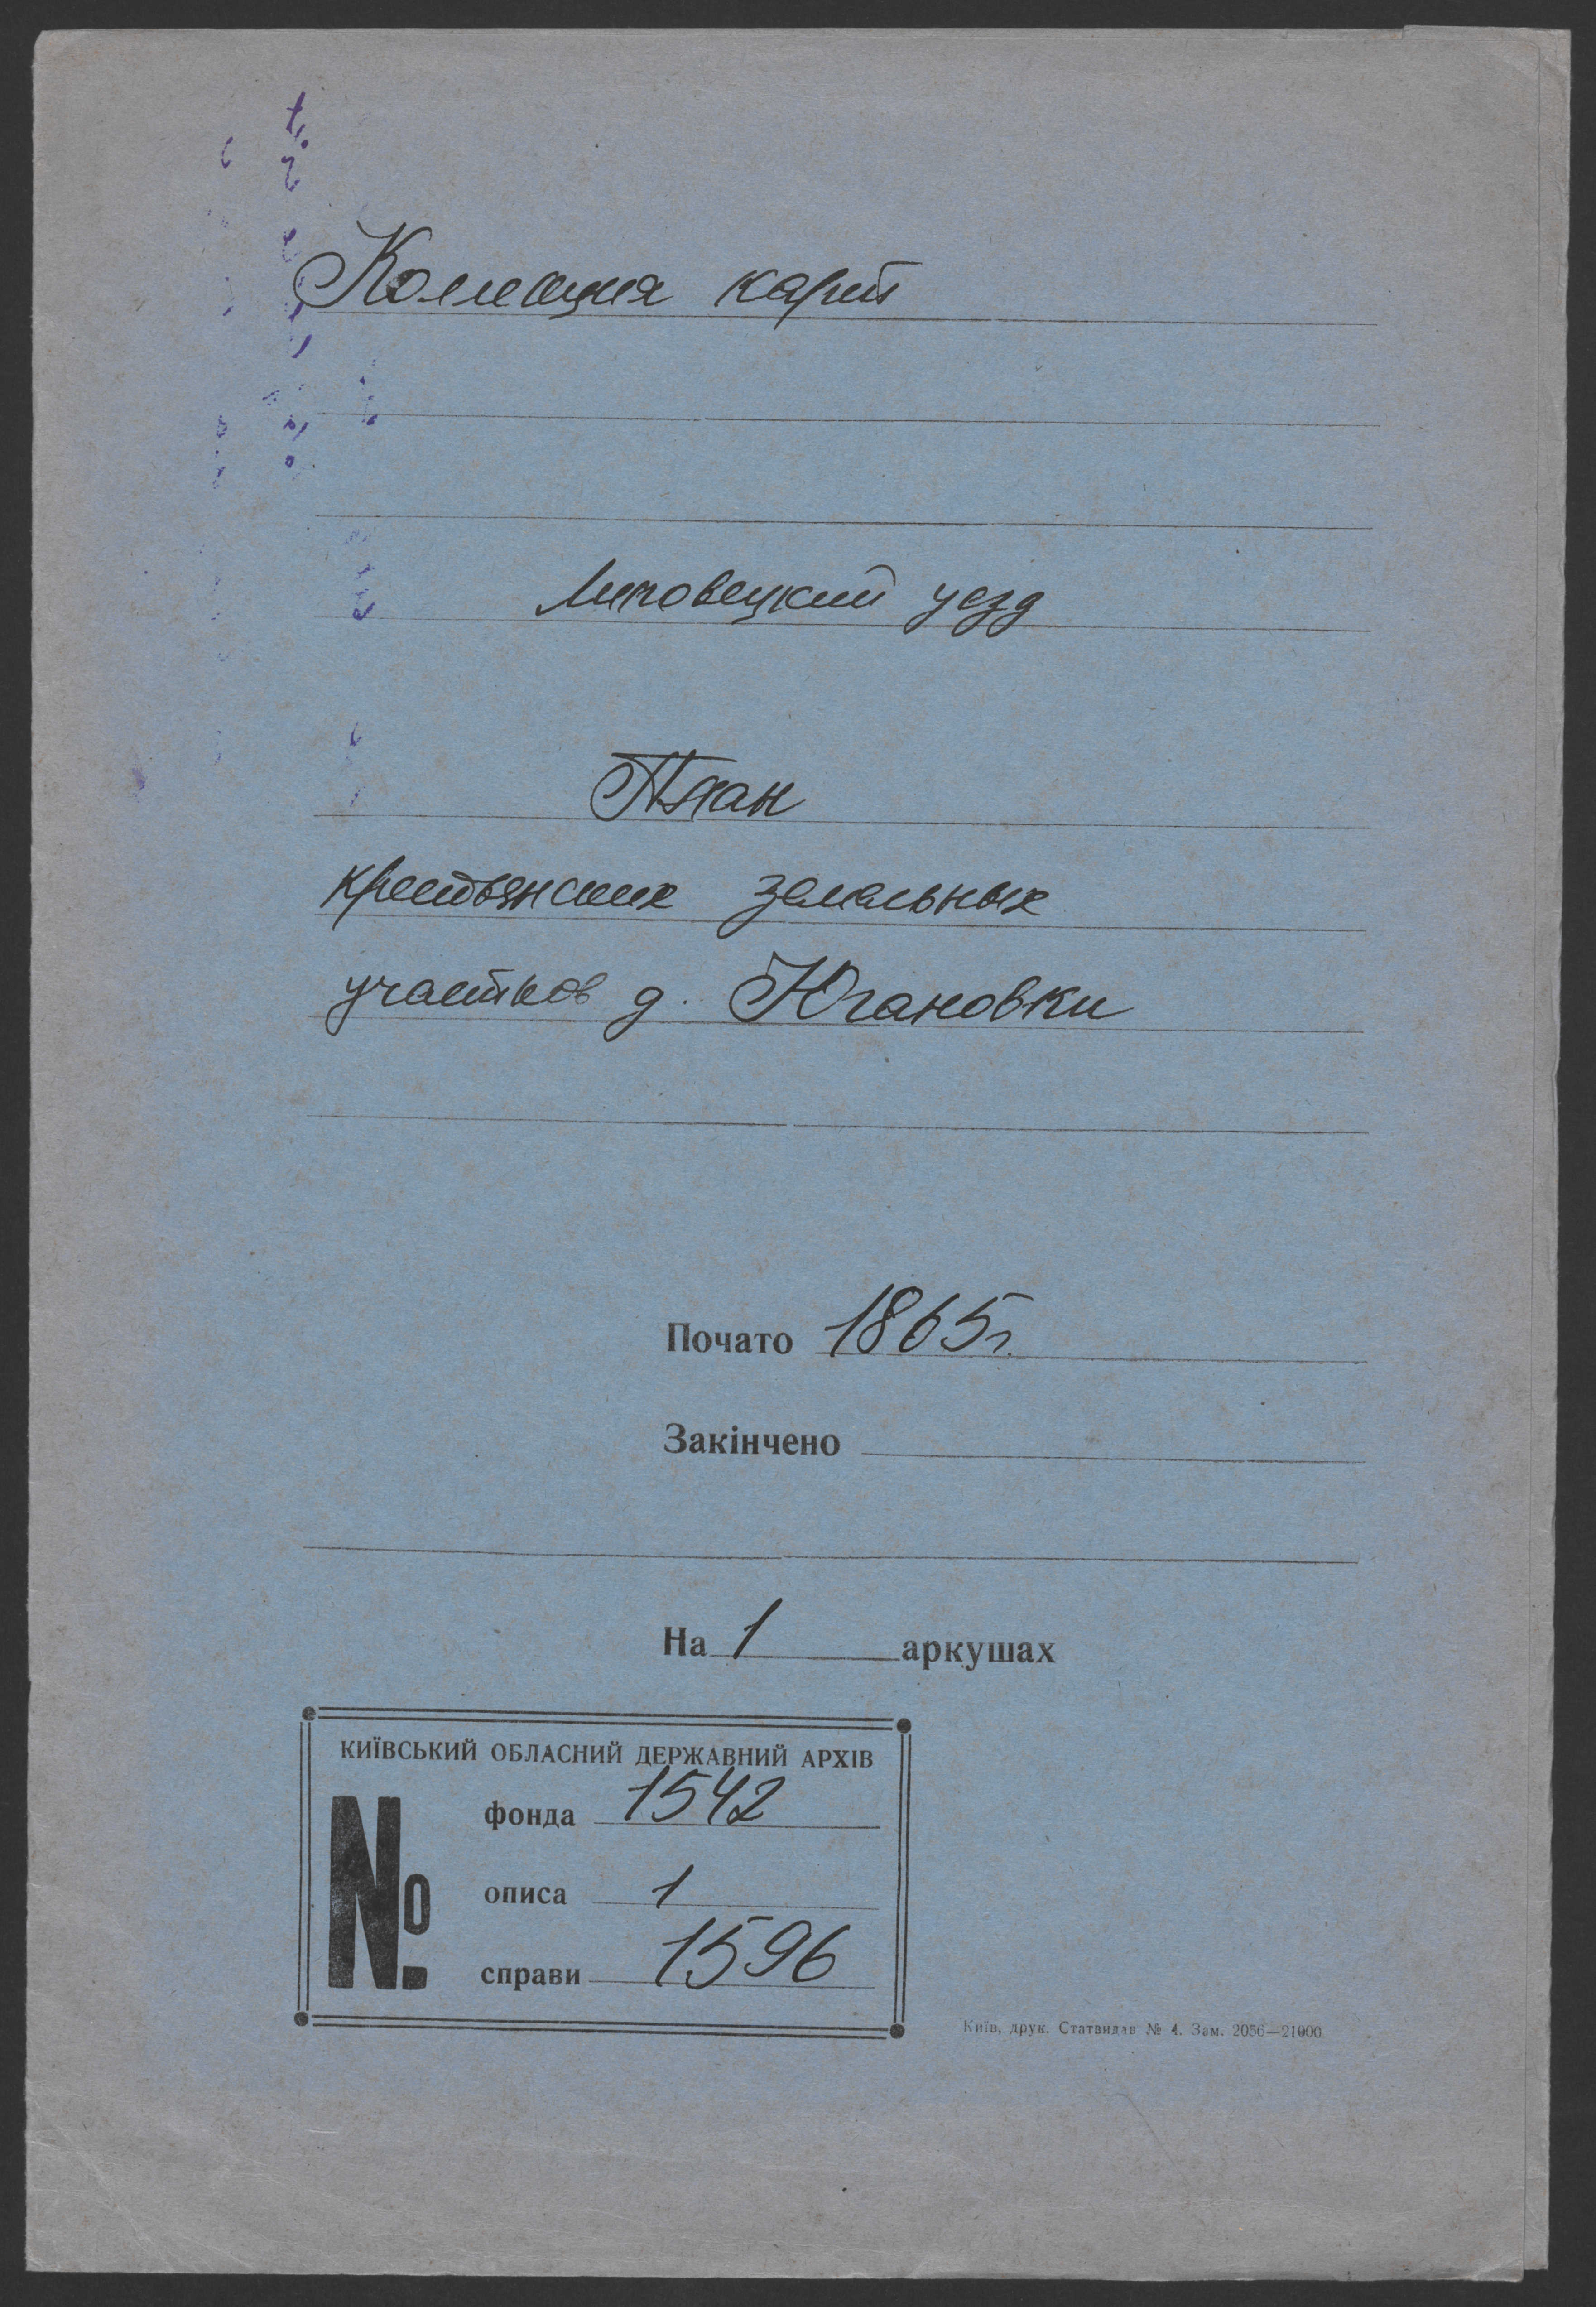 Коллекция карт
Липовецкий уезд
План
крестьянских земельных
участков д. Югановки
Почато 1865г.
Закінчено
На 1 аркушах
КИЇВСЬКИЙ ОБЛАСНИЙ ДЕРЖАВНИЙ АРХІВ
№
фонда 1542
описа 1
справи 1596
Київ, друк. Статвидав № 4. Зам. 2056—21000